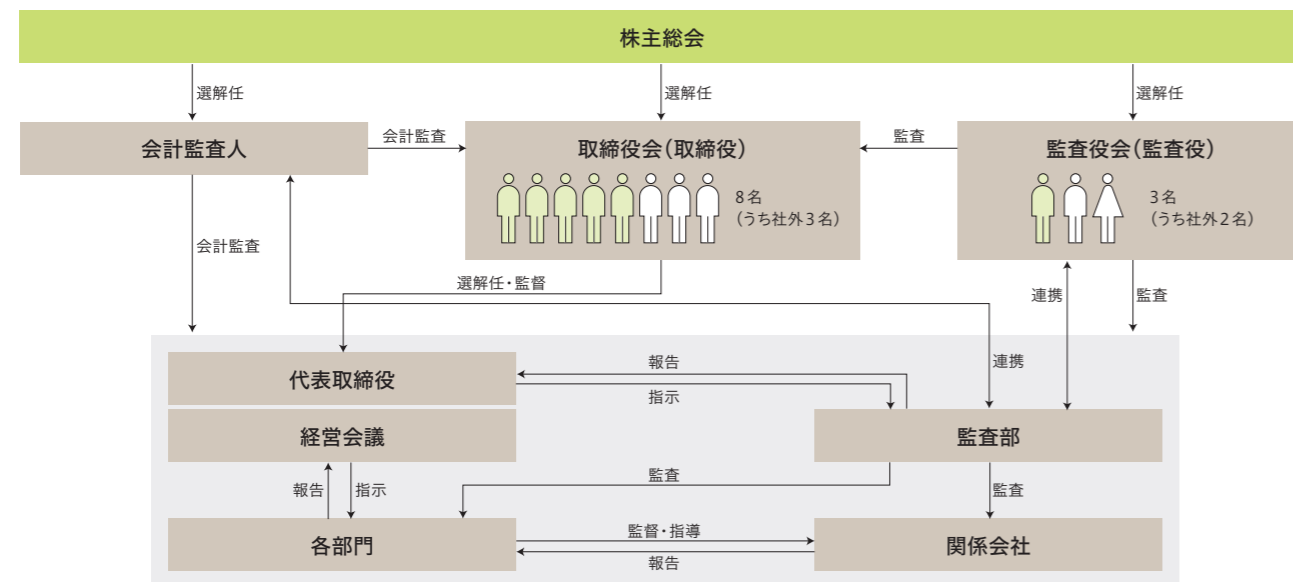 株主総会
選解任
選解任
選解任
会計監査人
会計監査
取締役会(取締役)
監査
監査役会(監査役)
8名
(うち社外3名)
3名
(うち社外2名)
会計監査
選解任・監督
連携
監査
代表取締役
報告
指示
連携
経営会議
監査部
報告
指示
監査
監査
各部門
監督・指導
報告
関係会社